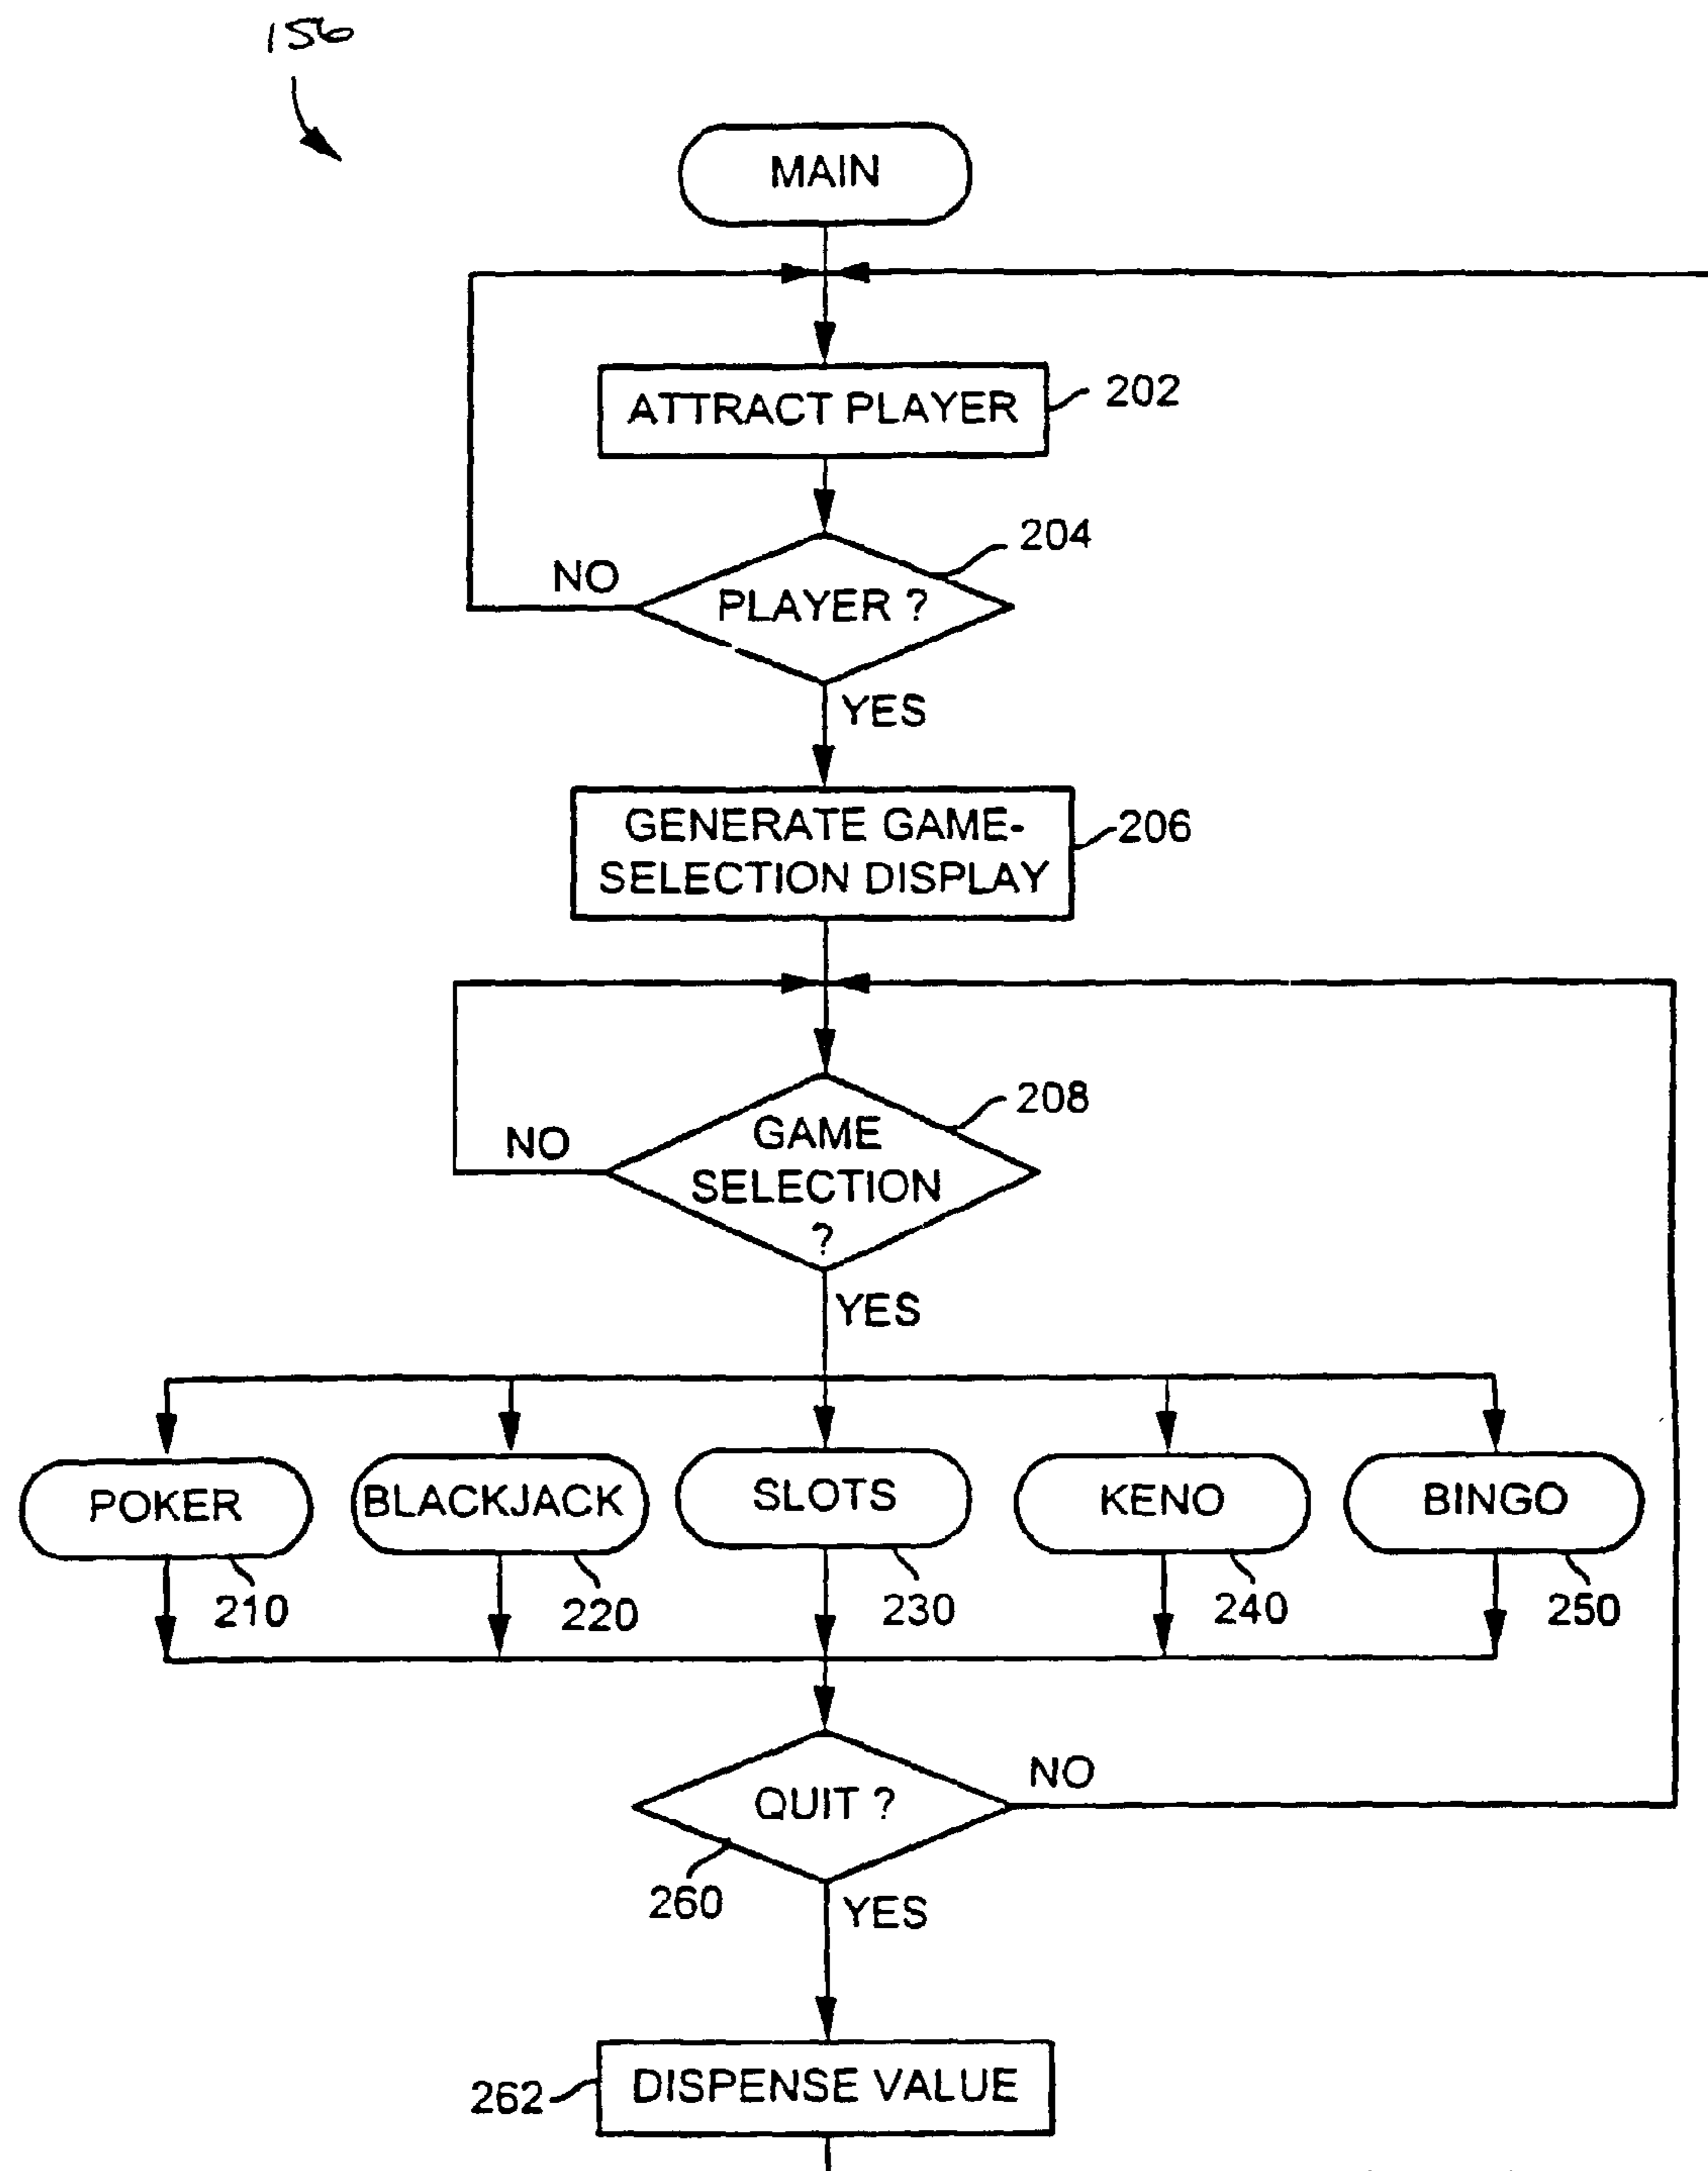 156
MAIN
ATTRACT PLAYER
202
204
NO
PLAYER ?
YES
GENERATE GAME-
SELECTION DISPLAY
206
208
NO
GAME
SELECTION
?
YES
POKER
BLACKJACK
SLOTS
KENO
BINGO
210
220
230
240
250
QUIT ?
NO
260
YES
262
DISPENSE VALUE